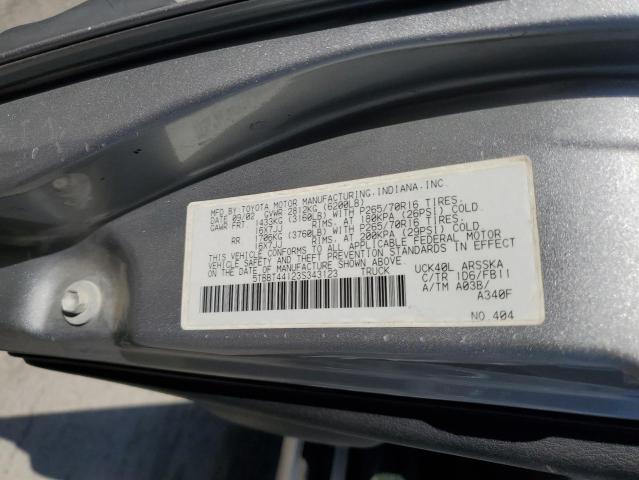 MFD.BY:TOYOTA MOTOR MANUFACTURING,INDIANA,INC.
DATE 09/02 GVWR 2812KG (6200LB)
GAWR FRT. 1433KG (3160LB) WITH P265/70R16 TIRES.
16X7JJ RIMS. AT 180KPA (26PSI) COLD
RR 1706KG (3760LB) WITH P265/70R16 TIRES.
16X7JJ RIMS. AT 200KPA (29PSI) COLD.
THIS VEHICLE CONFORMS TO ALL APPLICABLE FEDERAL MOTOR
VEHICLE SAFETY AND THEFT PREVENTION STANDARDS IN EFFECT
ON THE DATE OF MANUFACTURE SHOWN ABOVE.
5TBBT44123S343123 TRUCK
UCK40L ARSSKA
C/TR 1D6/FB11
A/TM A03B/
A340F
NO.404